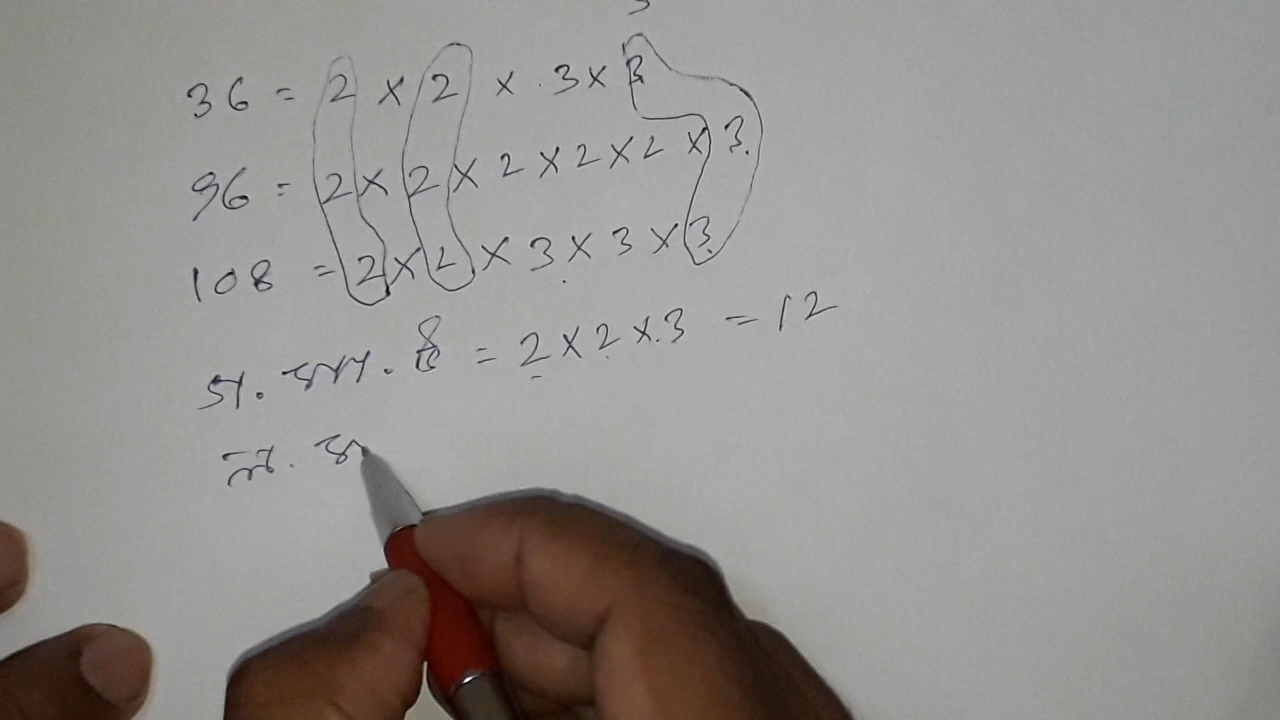 36 = 2 × 2 × 3 × 3
96 = 2 × 2 × 2 × 2 × 2 × 3
108 = 2 × 2 × 3 × 3 × 3
= 2 × 2 × 3 = 12